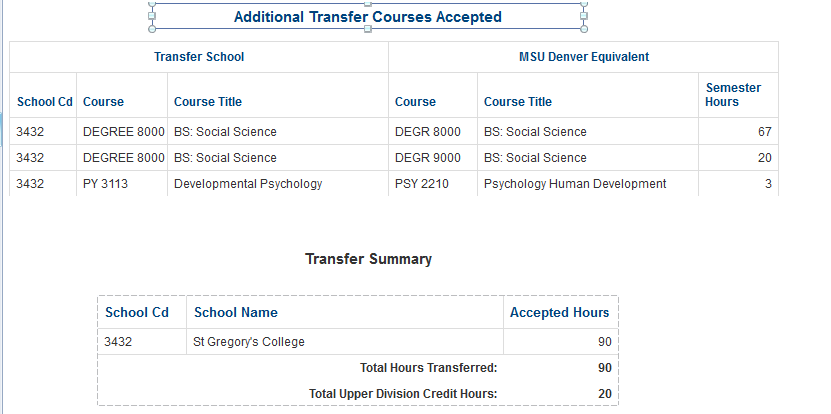 Additional Transfer Courses Accepted
Transfer School MSU Denver Equivalent
School Cd Course Course Title Course Course Title Semester Hours
3432 DEGREE 8000 BS: Social Science DEGR 8000 BS: Social Science 67
3432 DEGREE 8000 BS: Social Science DEGR 9000 BS: Social Science 20
3432 PY 3113 Developmental Psychology PSY 2210 Psychology Human Development 3
Transfer Summary
School Cd School Name Accepted Hours
3432 St Gregory's College 90
Total Hours Transferred: 90
Total Upper Division Credit Hours: 20